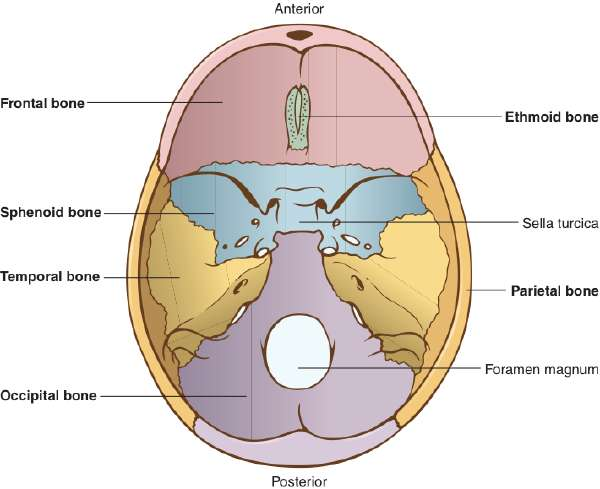 Anterior
Frontal bone
Ethmoid bone
Sphenoid bone
Sella turcica
Temporal bone
Parietal bone
Foramen magnum
Occipital bone
Posterior